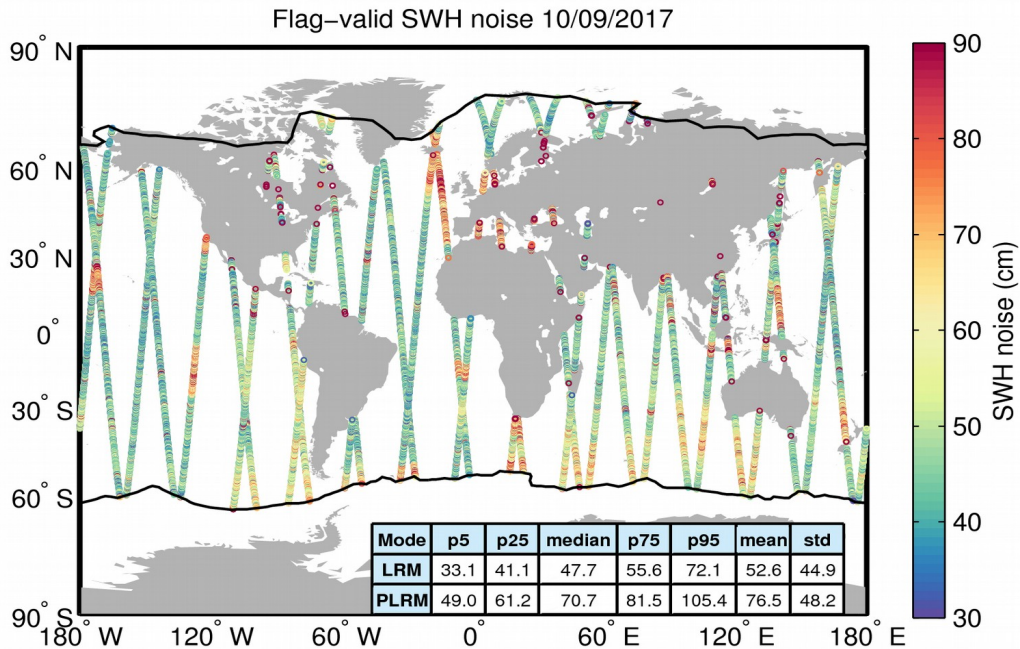 Flag−valid SWH noise 10/09/2017
90° N
60° N
30° N
0°
30° S
60° S
90° S
180° W
120° W
60° W
0°
60° E
120° E
180° E
90
80
70
60
50
40
30
SWH noise (cm)
Mode p5 p25 median p75 p95 mean std
LRM 33.1 41.1 47.7 55.6 72.1 52.6 44.9
PLRM 49.0 61.2 70.7 81.5 105.4 76.5 48.2